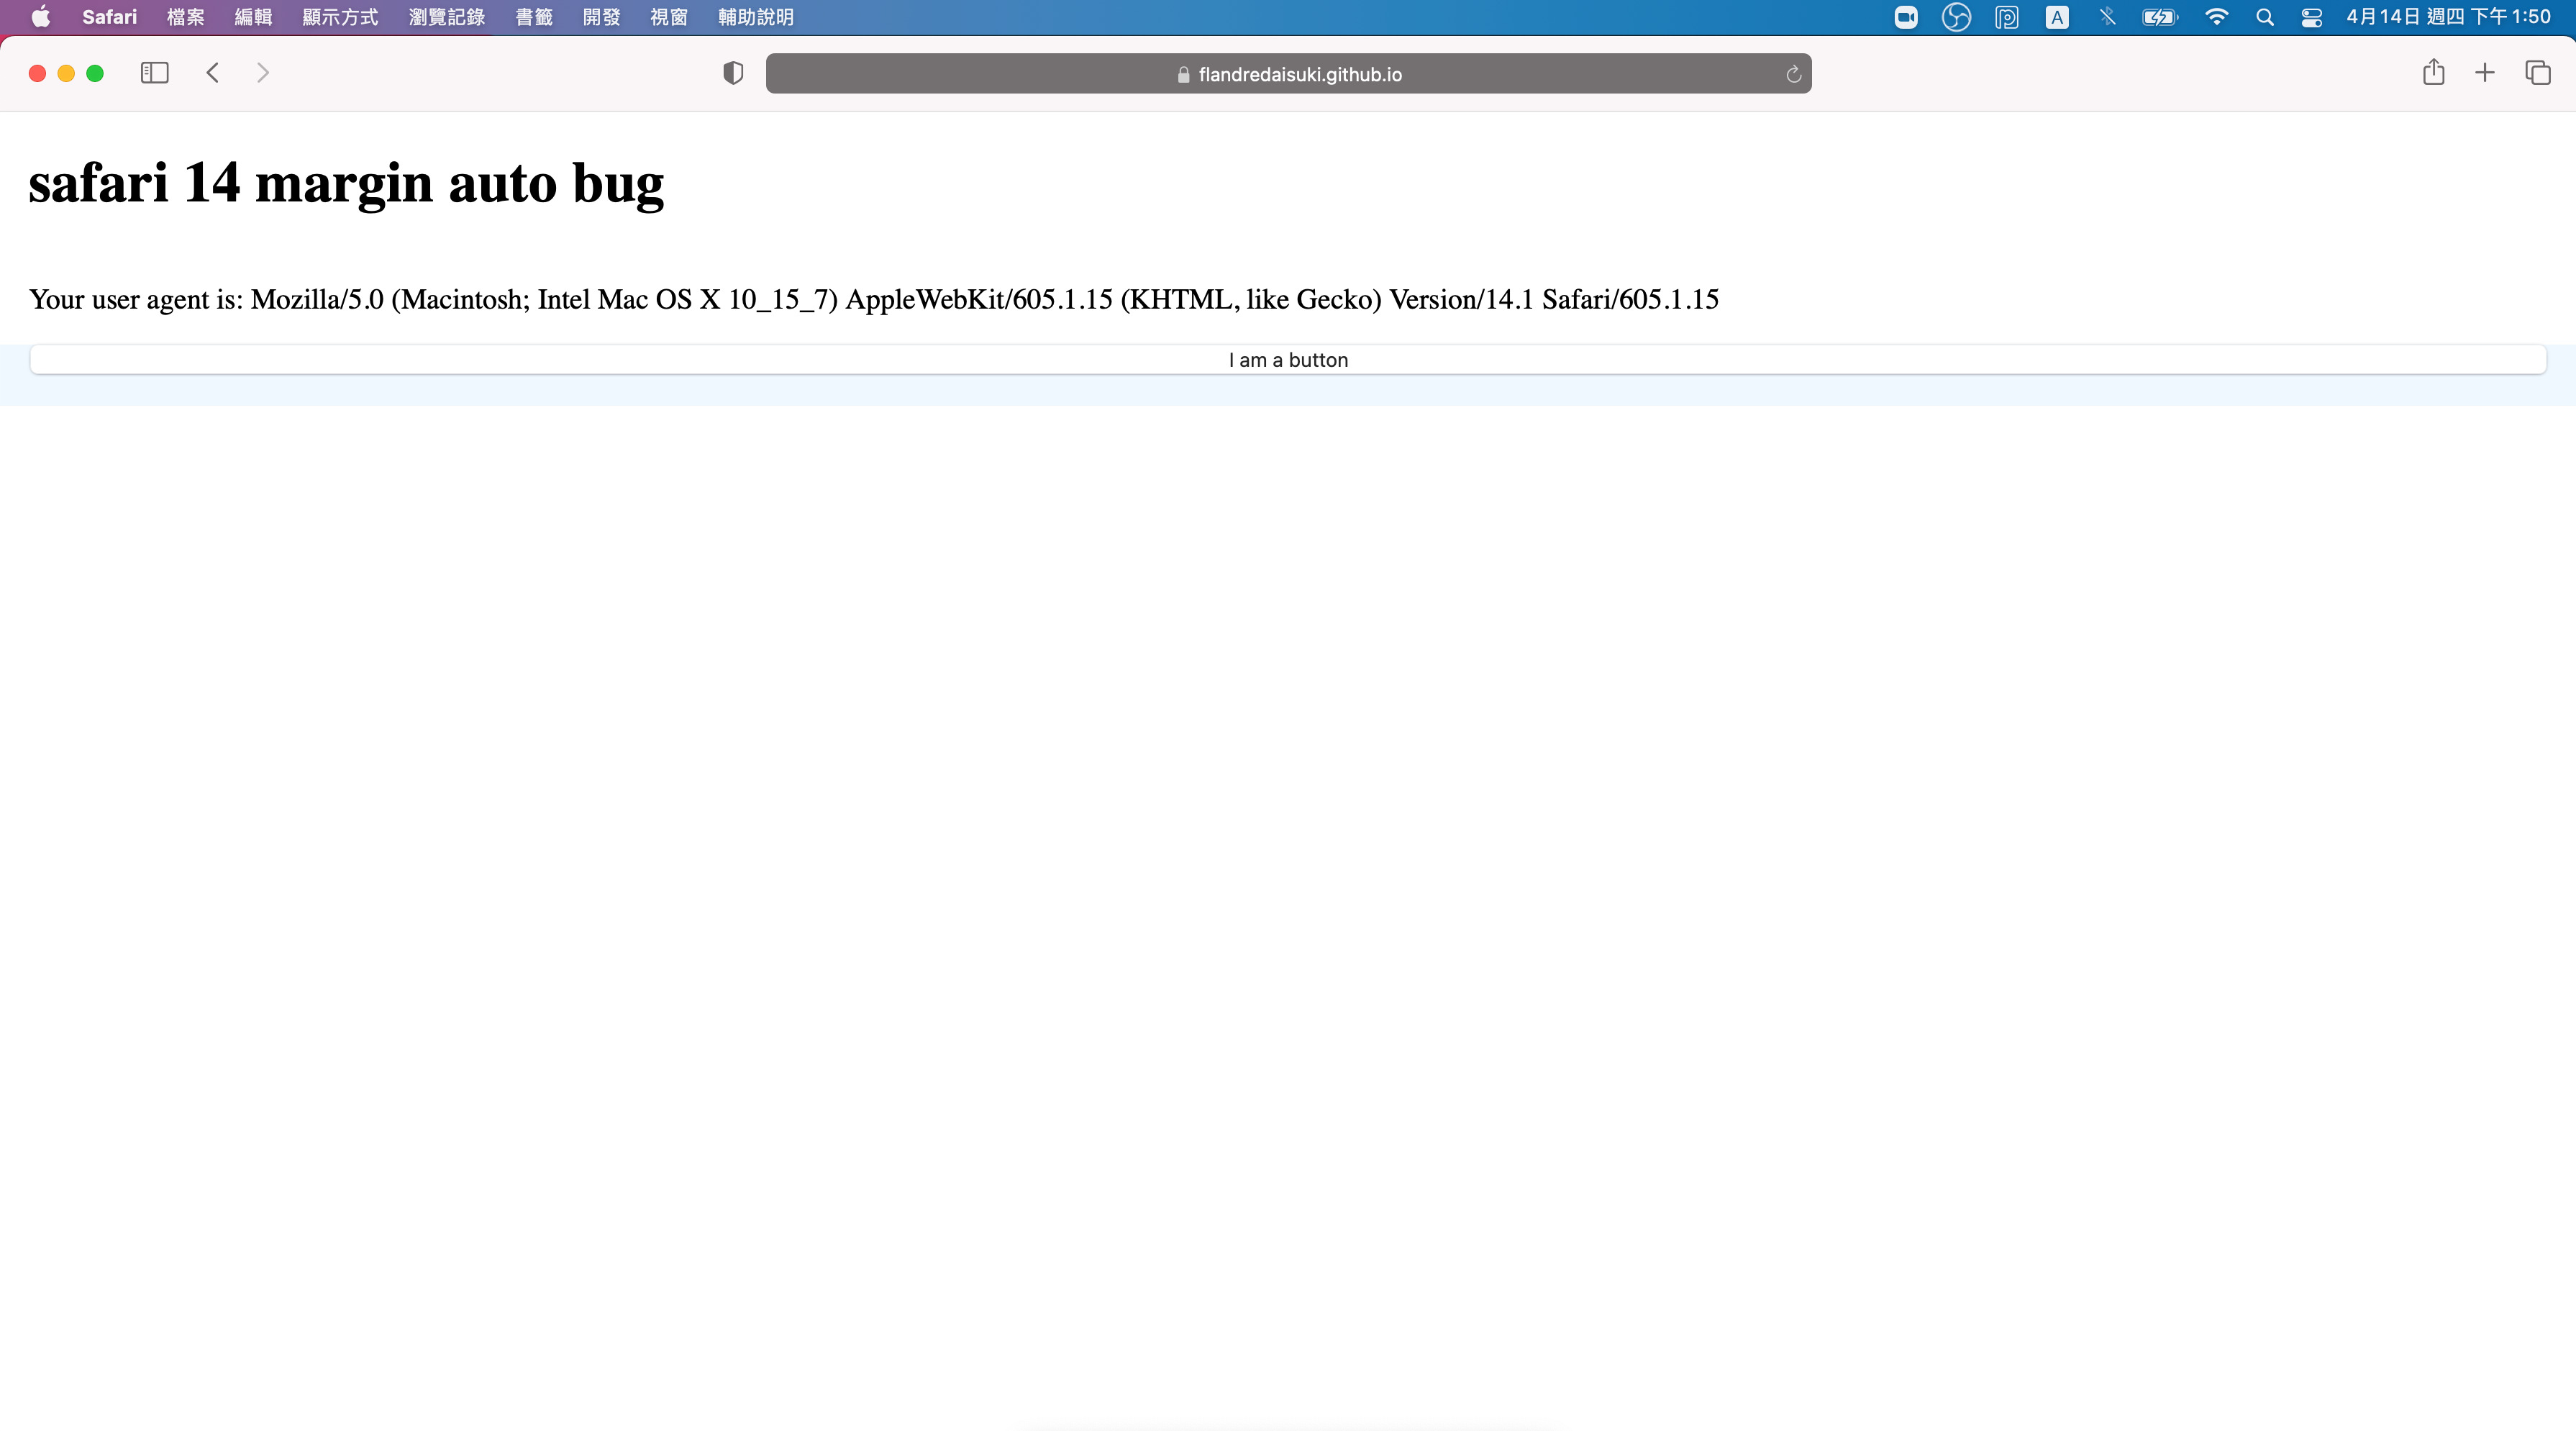 Safari 檔案 編輯 顯示方式 瀏覽記錄 書籤 開發 視窗 輔助說明 A 4月14日 週四 下午1:50
flandredaisuki.github.io
safari 14 margin auto bug
Your user agent is: Mozilla/5.0 (Macintosh; Intel Mac OS X 10_15_7) AppleWebKit/605.1.15 (KHTML, like Gecko) Version/14.1 Safari/605.1.15
I am a button